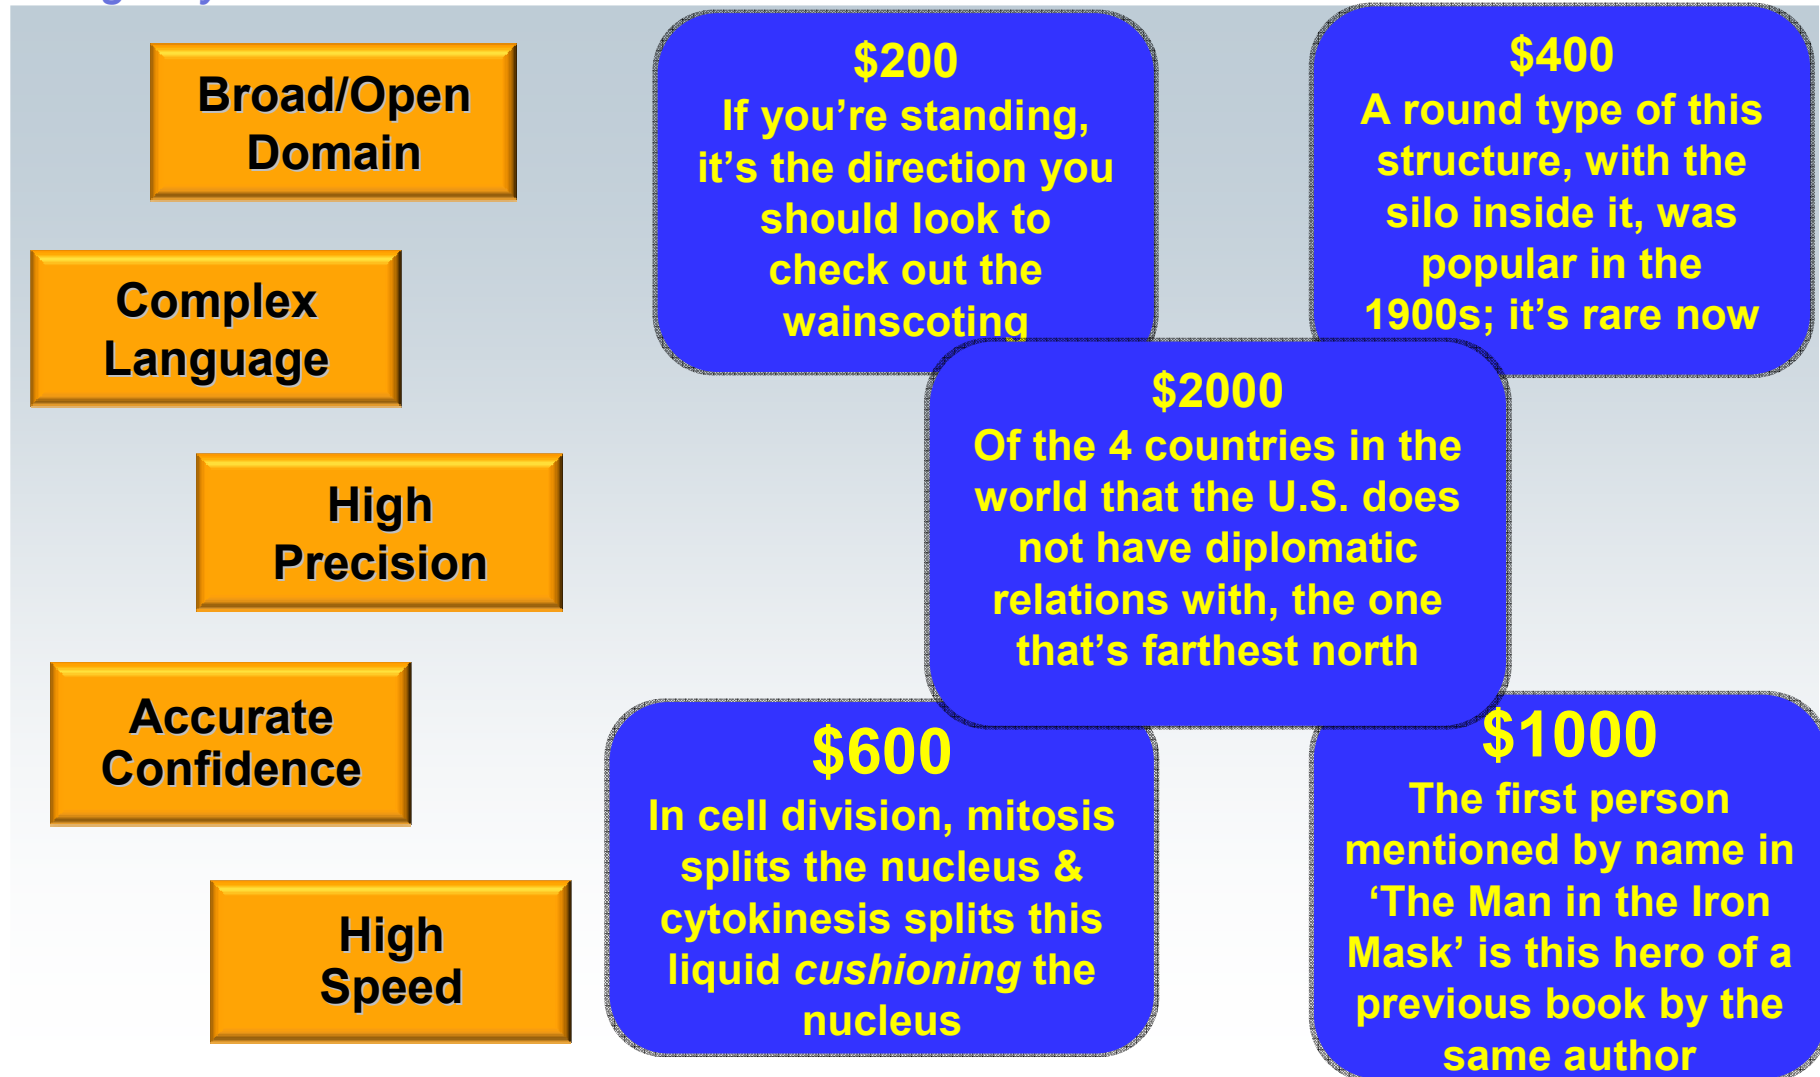 Broad/Open
Domain
Complex
Language
High
Precision
Accurate
Confidence
High
Speed
$200
If you’re standing,
it’s the direction you
should look to
check out the
wainscoting
$400
A round type of this
structure, with the
silo inside it, was
popular in the
1900s; it’s rare now
$2000
Of the 4 countries in the
world that the U.S. does
not have diplomatic
relations with, the one
that’s farthest north
$600
In cell division, mitosis
splits the nucleus &
cytokinesis splits this
liquid cushioning the
nucleus
$1000
The first person
mentioned by name in
‘The Man in the Iron
Mask’ is this hero of a
previous book by the
same author